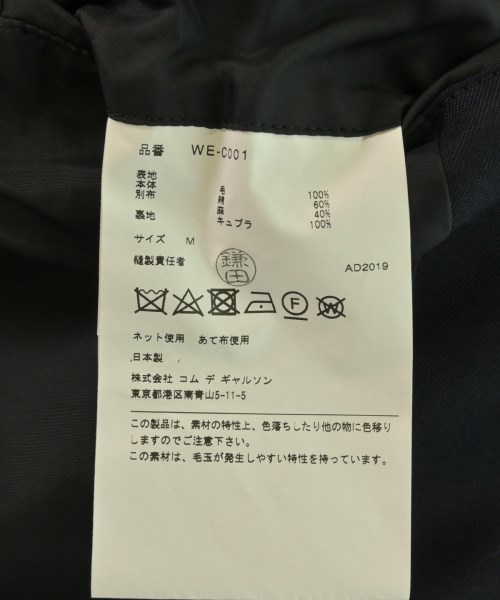 品番 WE-C001
表地
本体 毛 100%
別布 綿 60%
麻 40%
裏地 キュプラ 100%
サイズ M
縫製責任者 鎌田
AD2019
F W
ネット使用 あて布使用
日本製
株式会社 コム デ ギャルソン
東京都港区南青山5-11-5
この製品は、素材の特性上、色落ちしたり他の物に色移り
しますのでご注意下さい。
この素材は、毛玉が発生しやすい特性を持っています。